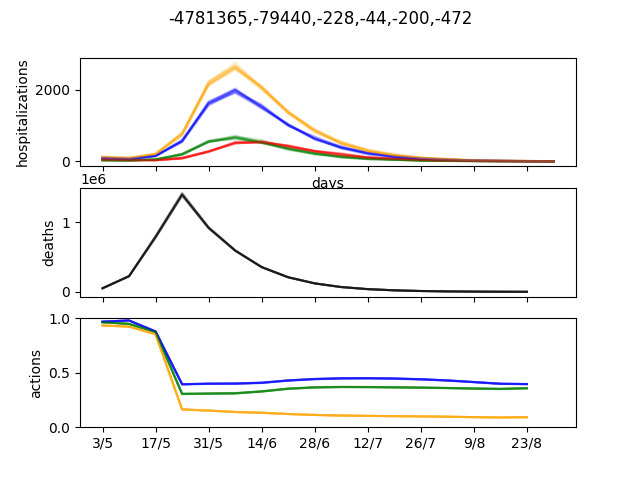 -4781365,-79440,-228,-44,-200,-472
hospitalizations
2000
0
days
1e6
deaths
1
0
actions
1.0
0.5
0.0
3/5 17/5 31/5 14/6 28/6 12/7 26/7 9/8 23/8